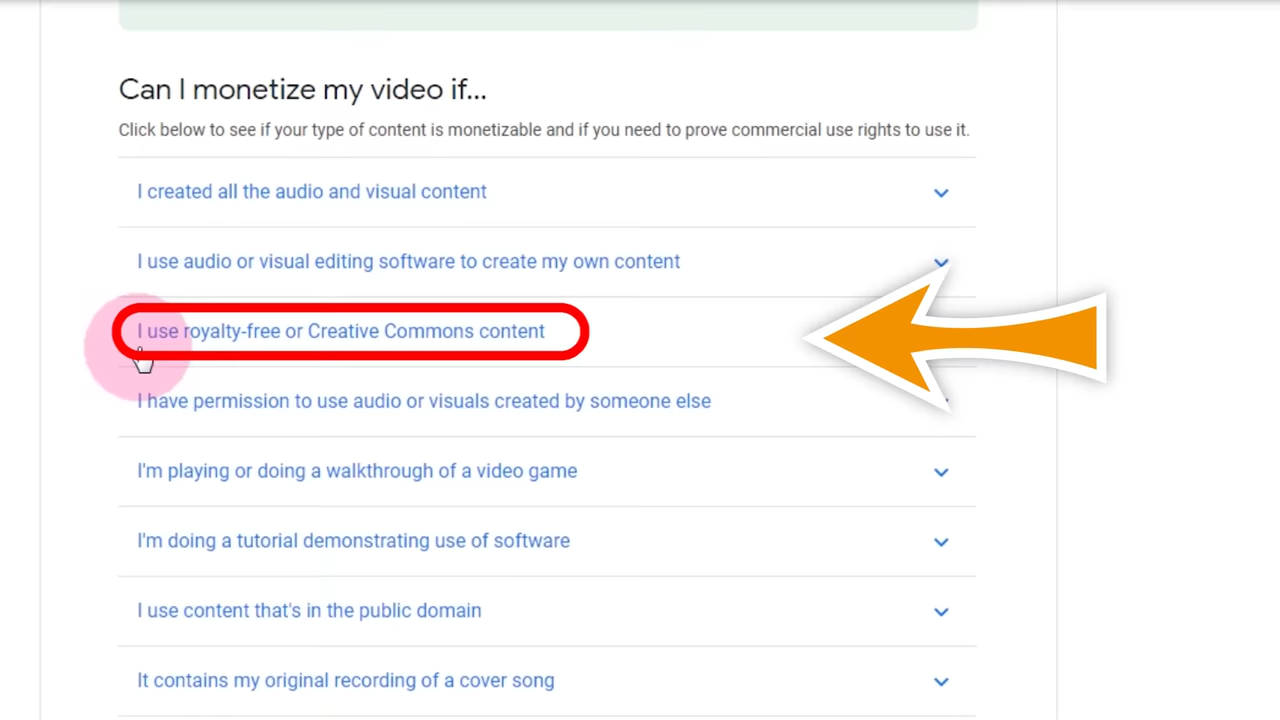 Can I monetize my video if...
Click below to see if your type of content is monetizable and if you need to prove commercial use rights to use it.
I created all the audio and visual content
I use audio or visual editing software to create my own content
I use royalty-free or Creative Commons content
I have permission to use audio or visuals created by someone else
I'm playing or doing a walkthrough of a video game
I'm doing a tutorial demonstrating use of software
I use content that's in the public domain
It contains my original recording of a cover song